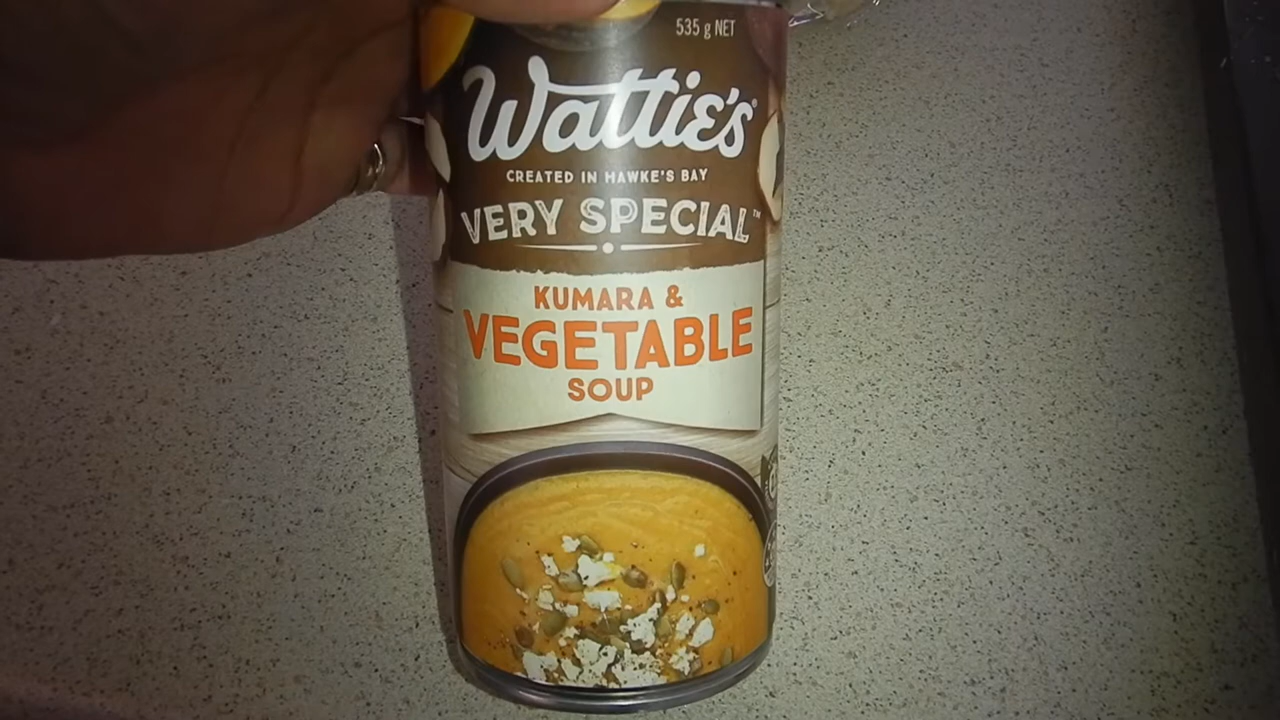 535 g NET
Wattie's®
CREATED IN HAWKE'S BAY
VERY SPECIAL™
KUMARA &
VEGETABLE
SOUP